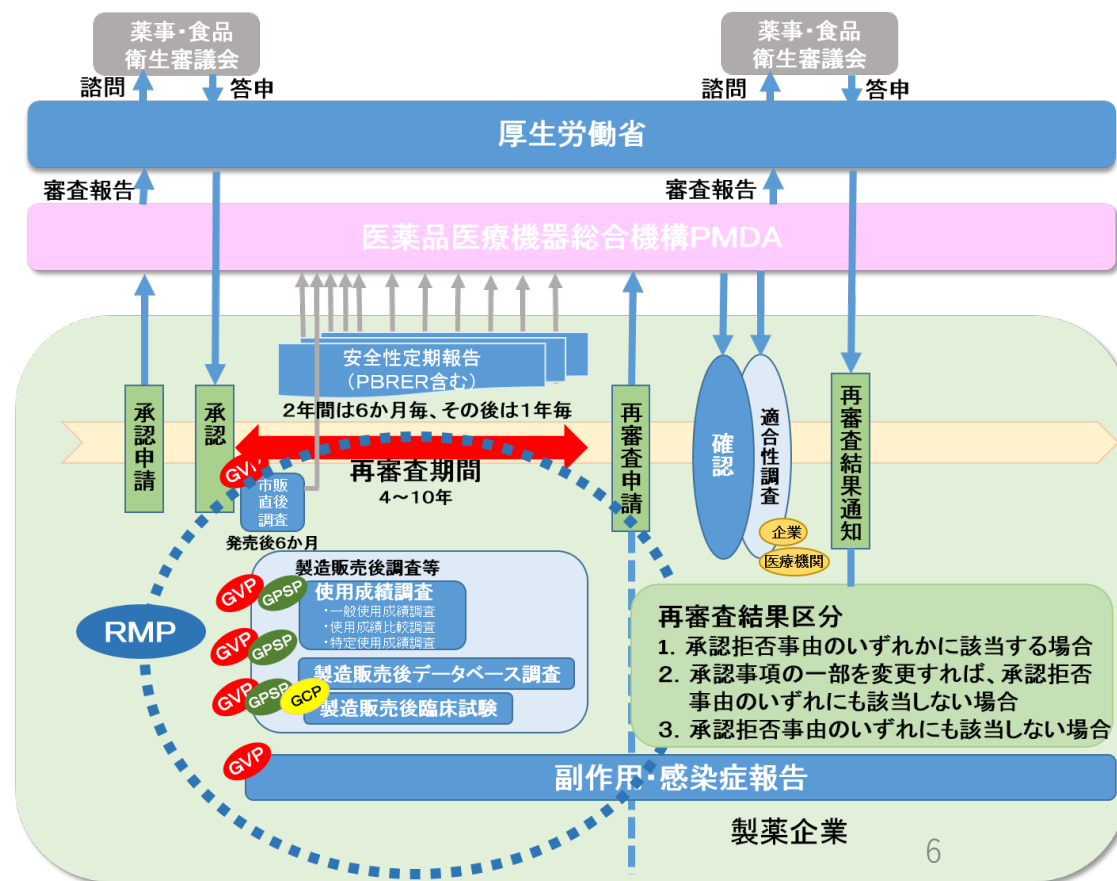 薬事・食品
衛生審議会
薬事・食品
衛生審議会
諮問
答申
諮問
答申
厚生労働省
審査報告
審査報告
医薬品医療機器総合機構PMDA
安全性定期報告
(PBRER含む)
2年間は6か月毎、その後は1年毎
承認申請
承認
再審査申請
確認
適合性調査
再審査結果通知
再審査期間
4～10年
GVP
市販
直後
調査
発売後6か月
企業
医療機関
製造販売後調査等
GVP
GPSP
使用成績調査
・一般使用成績調査
・使用成績比較調査
・特定使用成績調査
RMP
GVP
GPSP
製造販売後データベース調査
GVP
GPSP
GCP
製造販売後臨床試験
再審査結果区分
1. 承認拒否事由のいずれかに該当する場合
2. 承認事項の一部を変更すれば、承認拒否
事由のいずれにも該当しない場合
3. 承認拒否事由のいずれにも該当しない場合
GVP
副作用・感染症報告
製薬企業
6